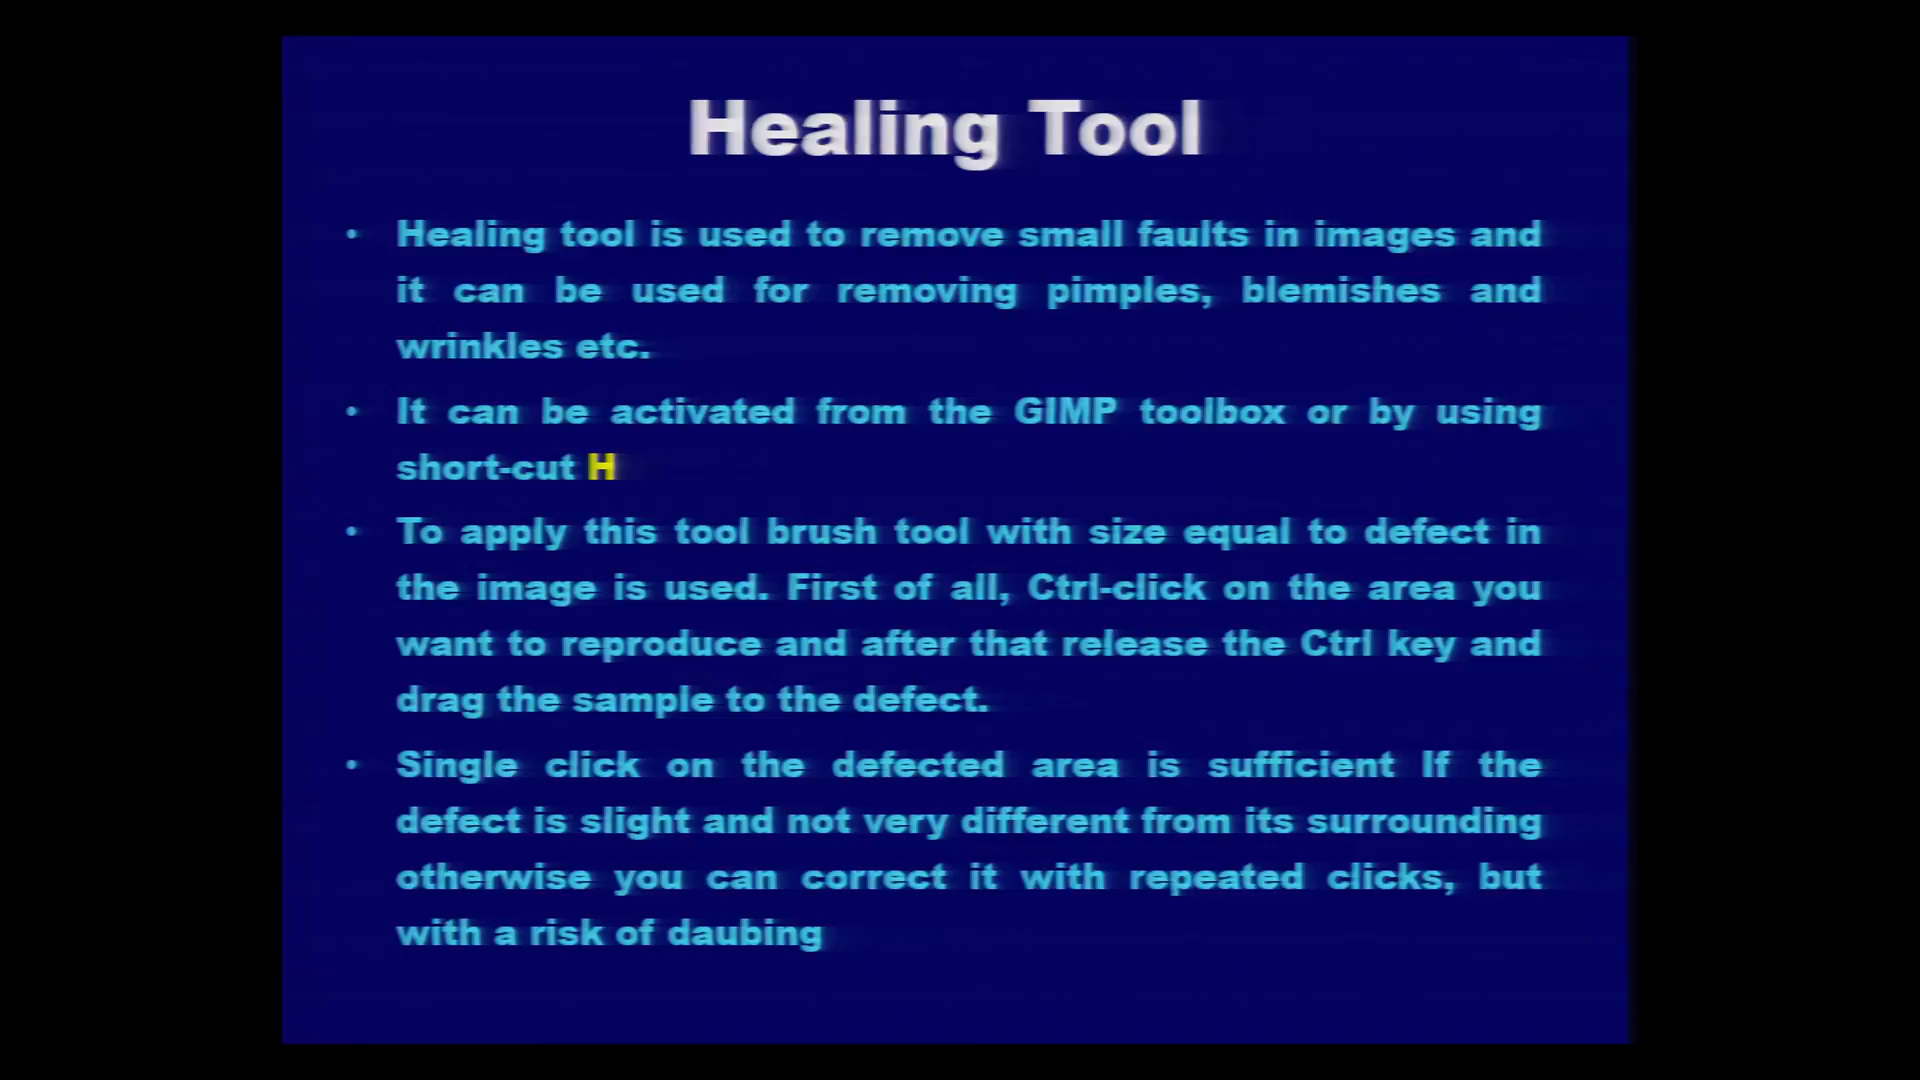 Healing Tool
• Healing tool is used to remove small faults in images and
it can be used for removing pimples, blemishes and
wrinkles etc.
• It can be activated from the GIMP toolbox or by using
short-cut H
• To apply this tool brush tool with size equal to defect in
the image is used. First of all, Ctrl-click on the area you
want to reproduce and after that release the Ctrl key and
drag the sample to the defect.
• Single click on the defected area is sufficient If the
defect is slight and not very different from its surrounding
otherwise you can correct it with repeated clicks, but
with a risk of daubing